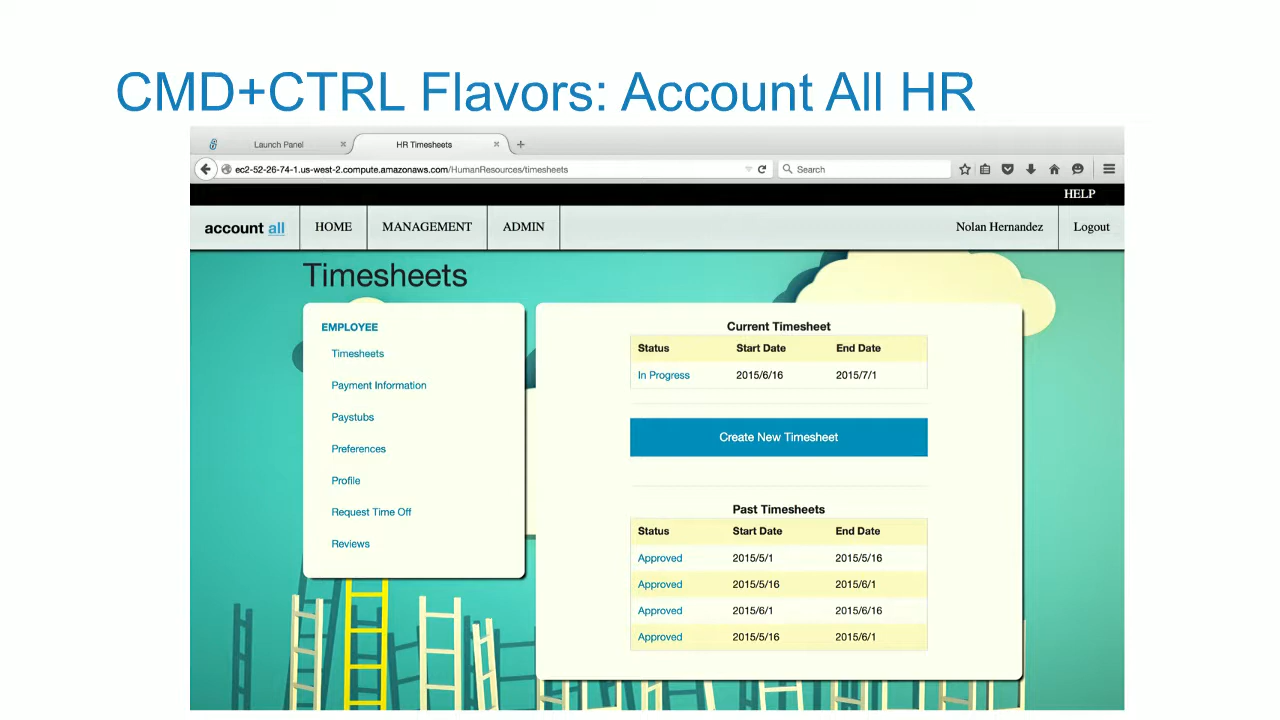 CMD+CTRL Flavors: Account All HR
Launch Panel
HR Timesheets
ec2-52-26-74-1.us-west-2.compute.amazonaws.com/HumanResources/timesheets
Search
HELP
account all HOME MANAGEMENT ADMIN Nolan Hernandez Logout
Timesheets
EMPLOYEE
Timesheets
Payment Information
Paystubs
Preferences
Profile
Request Time Off
Reviews
Current Timesheet
Status Start Date End Date
In Progress 2015/6/16 2015/7/1
Create New Timesheet
Past Timesheets
Status Start Date End Date
Approved 2015/5/1 2015/5/16
Approved 2015/5/16 2015/6/1
Approved 2015/6/1 2015/6/16
Approved 2015/5/16 2015/6/1